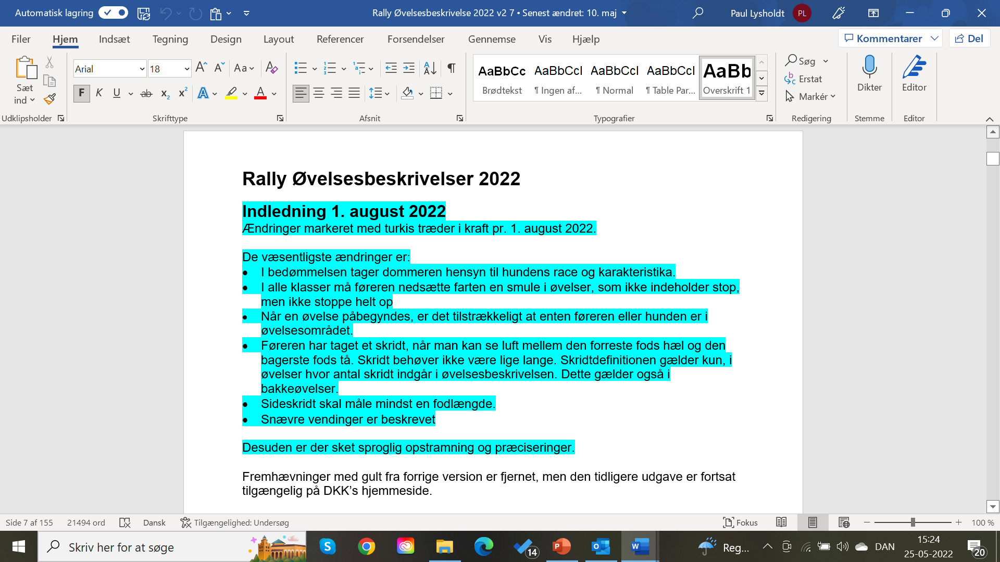 Automatisk lagring
Rally Øvelsesbeskrivelse 2022 v2 7 • Senest ændret: 10. maj
Paul Lysholdt
PL
Filer
Hjem
Indsæt
Tegning
Design
Layout
Referencer
Forsendelser
Gennemse
Vis
Hjælp
Kommentarer
Del
Sæt
ind
Udklipsholder
Arial
18
Aa
F
K
U
ab
Skrifttype
Afsnit
AaBbCc
Brødtekst
AaBbCcI
¶ Ingen af...
AaBbCcI
¶ Normal
AaBbCcI
¶ Table Par...
AaBb
Overskrift 1
Typografier
Søg
Erstat
Markér
Redigering
Dikter
Stemme
Editor
Editor
Rally Øvelsesbeskrivelser 2022
Indledning 1. august 2022
Ændringer markeret med turkis træder i kraft pr. 1. august 2022.
De væsentligste ændringer er:
• I bedømmelsen tager dommeren hensyn til hundens race og karakteristika.
• I alle klasser må føreren nedsætte farten en smule i øvelser, som ikke indeholder stop,
men ikke stoppe helt op
• Når en øvelse påbegyndes, er det tilstrækkeligt at enten føreren eller hunden er i
øvelsesområdet.
• Føreren har taget et skridt, når man kan se luft mellem den forreste fods hæl og den
bagerste fods tå. Skridt behøver ikke være lige lange. Skridtdefinitionen gælder kun, i
øvelser hvor antal skridt indgår i øvelsesbeskrivelsen. Dette gælder også i
bakkeøvelser.
• Sideskridt skal måle mindst en fodlængde.
• Snævre vendinger er beskrevet
Desuden er der sket sproglig opstramning og præciseringer.
Fremhævninger med gult fra forrige version er fjernet, men den tidligere udgave er fortsat
tilgængelig på DKK’s hjemmeside.
Side 7 af 155
21494 ord
Dansk
Tilgængelighed: Undersøg
Fokus
100 %
Skriv her for at søge
14
Reg...
DAN
15:24
25-05-2022
20